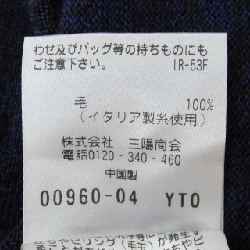 わせ及びバッグ等の持ちものにも
ご注意下さい。 IR-53F
毛 100%
(イタリア製糸使用)
株式会社 三陽商会
電話0120-340-460
中国製
00960-04 YTO